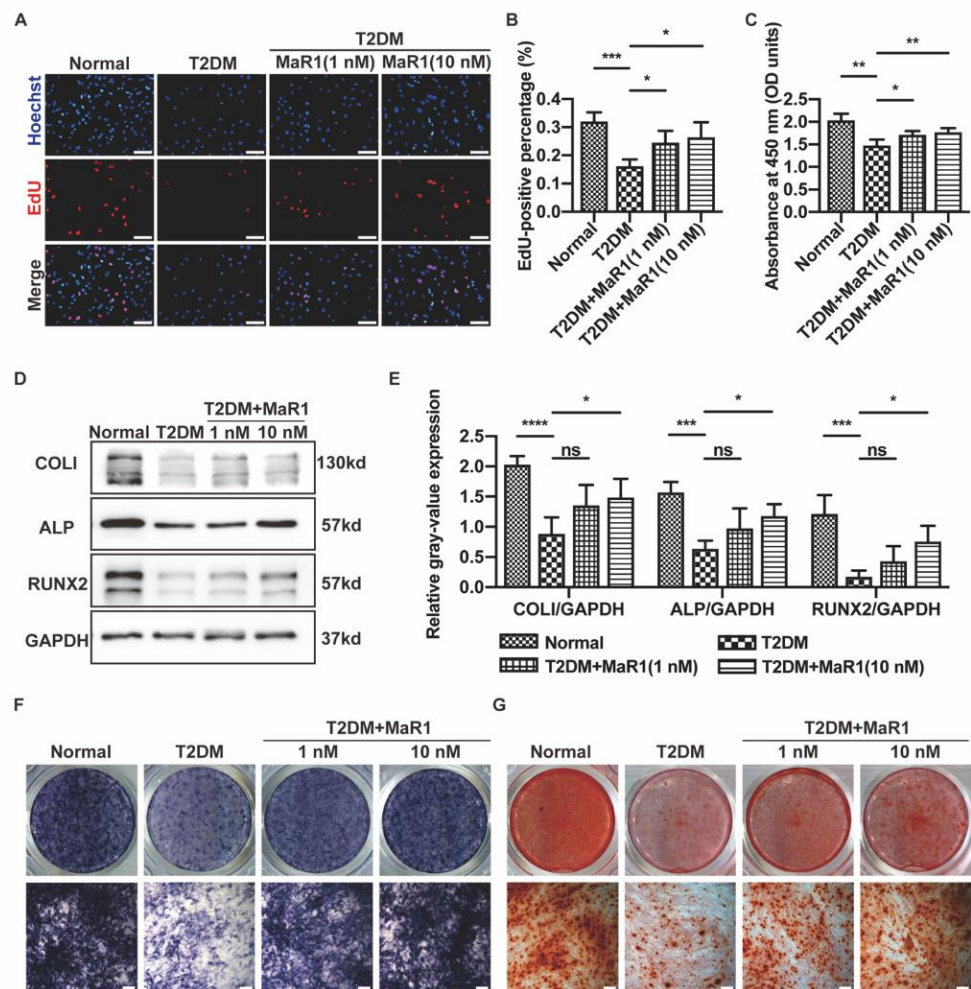 A
Normal
T2DM
T2DM
MaR1(1 nM)
MaR1(10 nM)
Hoechst
EdU
Merge
B
EdU-positive percentage (%)
*
***
*
0.4
0.3
0.2
0.1
0.0
Normal
T2DM
T2DM+MaR1(1 nM)
T2DM+MaR1(10 nM)
C
Absorbance at 450 nm (OD units)
**
**
*
2.5
2.0
1.5
1.0
0.5
0.0
Normal
T2DM
T2DM+MaR1(1 nM)
T2DM+MaR1(10 nM)
D
T2DM+MaR1
Normal T2DM 1 nM 10 nM
COLI 130kd
ALP 57kd
RUNX2 57kd
GAPDH 37kd
E
Relative gray-value expression
* * *
**** *** ***
ns ns ns
2.5
2.0
1.5
1.0
0.5
0.0
COLI/GAPDH ALP/GAPDH RUNX2/GAPDH
Normal T2DM
T2DM+MaR1(1 nM) T2DM+MaR1(10 nM)
F
T2DM+MaR1
Normal T2DM 1 nM 10 nM
G
T2DM+MaR1
Normal T2DM 1 nM 10 nM